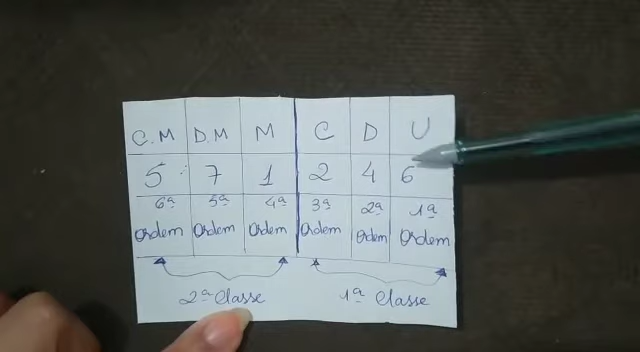 C.M D.M M C D U
5 7 1 2 4 6
6ª 5ª 4ª 3ª 2ª 1ª
Ordem Ordem Ordem Ordem Ordem Ordem
2ª Classe 1ª Classe